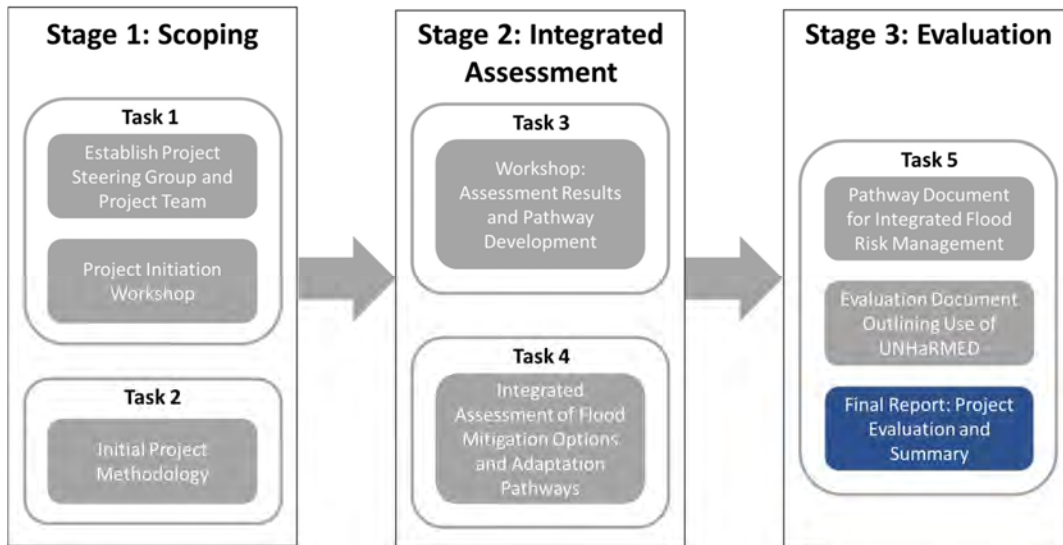 Stage 1: Scoping
Task 1
Establish Project
Steering Group and
Project Team
Project Initiation
Workshop
Task 2
Initial Project
Methodology
Stage 2: Integrated
Assessment
Task 3
Workshop:
Assessment Results
and Pathway
Development
Task 4
Integrated
Assessment of Flood
Mitigation Options
and Adaptation
Pathways
Stage 3: Evaluation
Task 5
Pathway Document
for Integrated Flood
Risk Management
Evaluation Document
Outlining Use of
UNHaRMED
Final Report: Project
Evaluation and
Summary